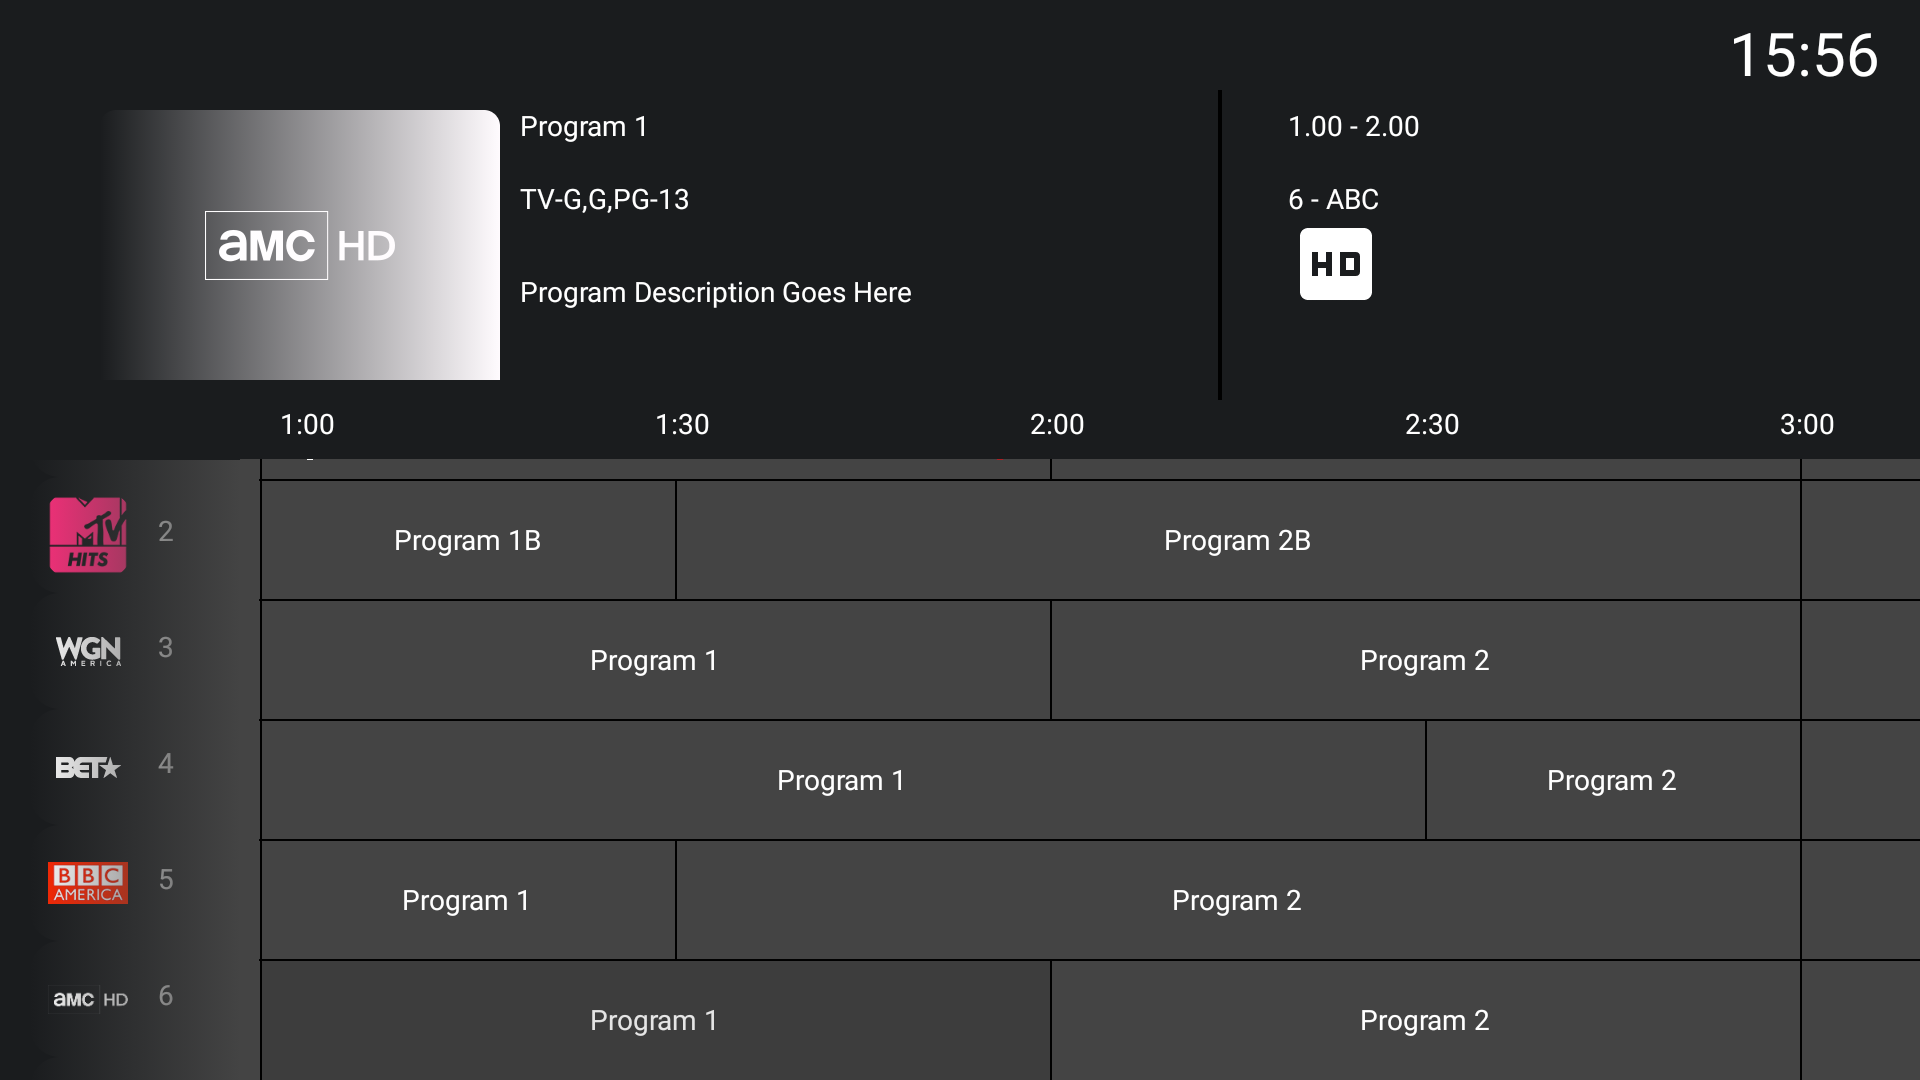 15:56
Program 1
1.00 - 2.00
TV-G,G,PG-13
6 - ABC
aMC HD
HD
Program Description Goes Here
1:00
1:30
2:00
2:30
3:00
MTV
HITS
2
Program 1B
Program 2B
WGN
AMERICA
3
Program 1
Program 2
BET
4
Program 1
Program 2
BBC
AMERICA
5
Program 1
Program 2
aMC HD
6
Program 1
Program 2